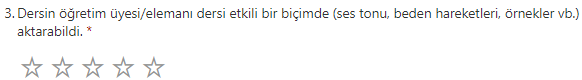 3. Dersin öğretim üyesi/elemanı dersi etkili bir biçimde (ses tonu, beden hareketleri, örnekler vb.)
aktarabildi. *